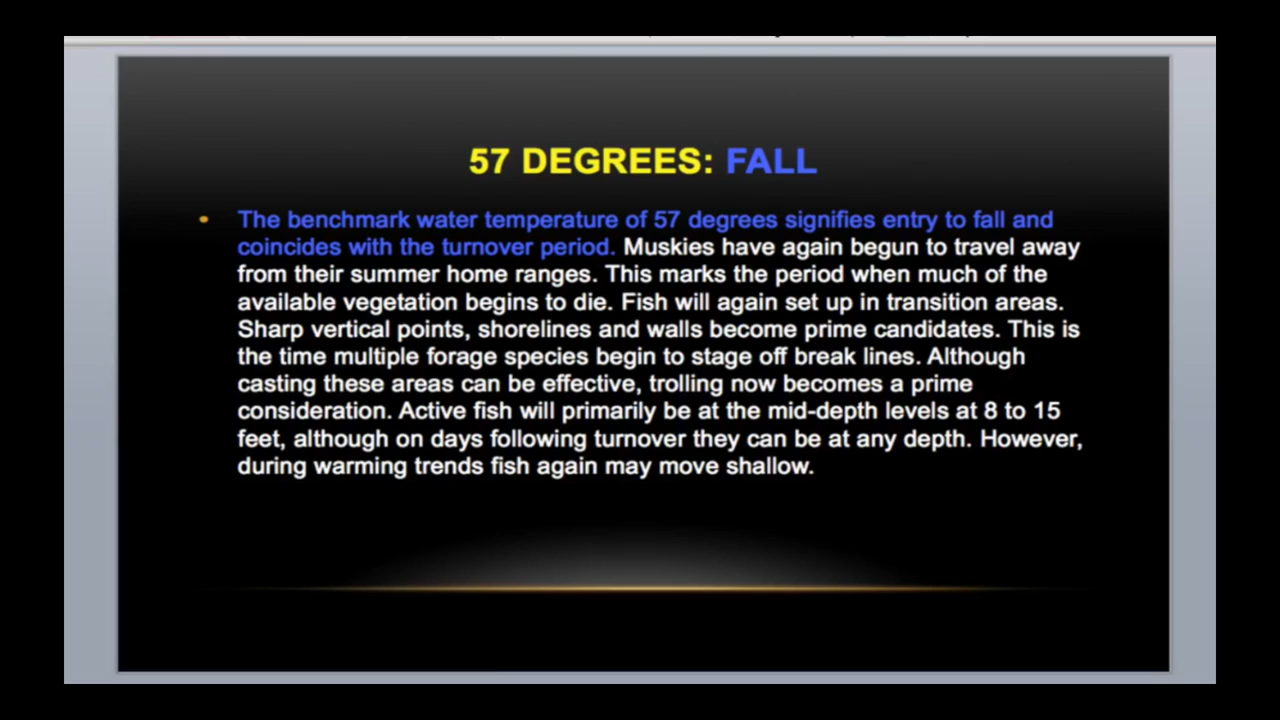 57 DEGREES: FALL
• The benchmark water temperature of 57 degrees signifies entry to fall and
coincides with the turnover period. Muskies have again begun to travel away
from their summer home ranges. This marks the period when much of the
available vegetation begins to die. Fish will again set up in transition areas.
Sharp vertical points, shorelines and walls become prime candidates. This is
the time multiple forage species begin to stage off break lines. Although
casting these areas can be effective, trolling now becomes a prime
consideration. Active fish will primarily be at the mid-depth levels at 8 to 15
feet, although on days following turnover they can be at any depth. However,
during warming trends fish again may move shallow.